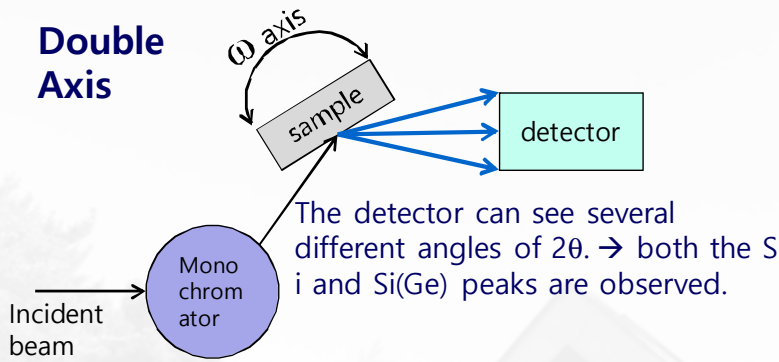 Double
Axis
ω axis
sample
detector
The detector can see several
different angles of 2θ. → both the S
i and Si(Ge) peaks are observed.
Mono
chrom
ator
Incident
beam